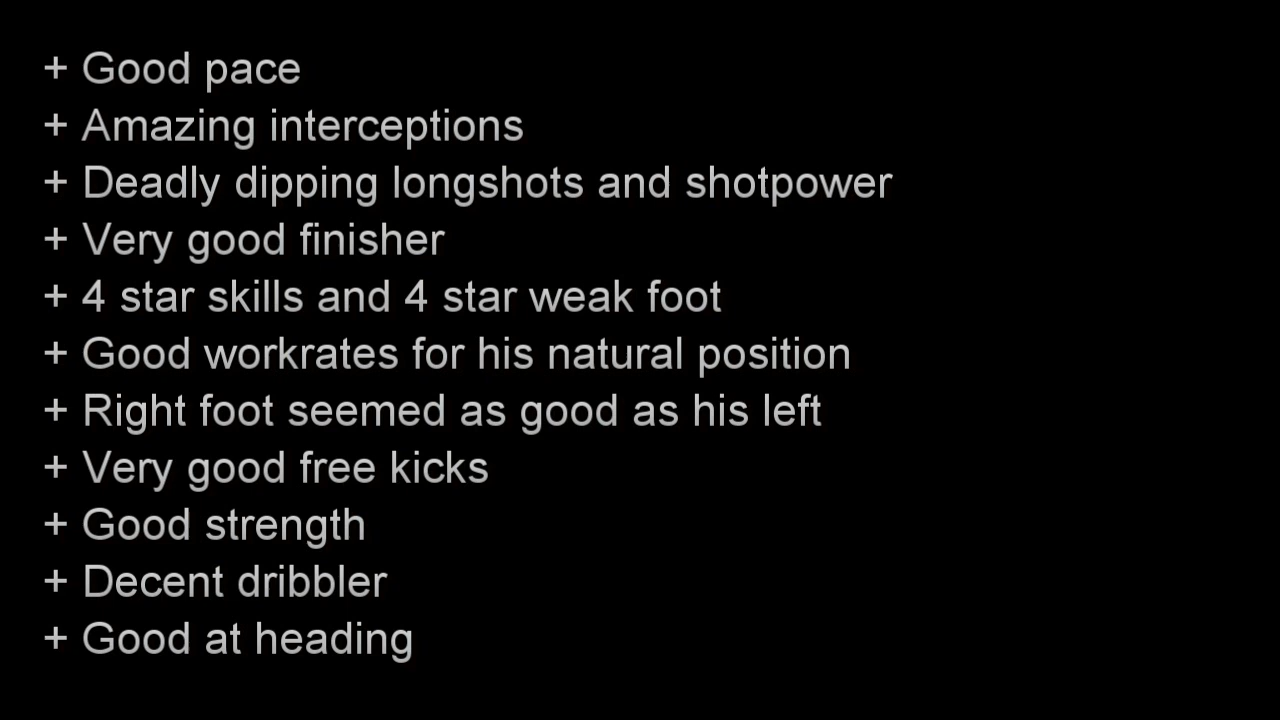 + Good pace
+ Amazing interceptions
+ Deadly dipping longshots and shotpower
+ Very good finisher
+ 4 star skills and 4 star weak foot
+ Good workrates for his natural position
+ Right foot seemed as good as his left
+ Very good free kicks
+ Good strength
+ Decent dribbler
+ Good at heading